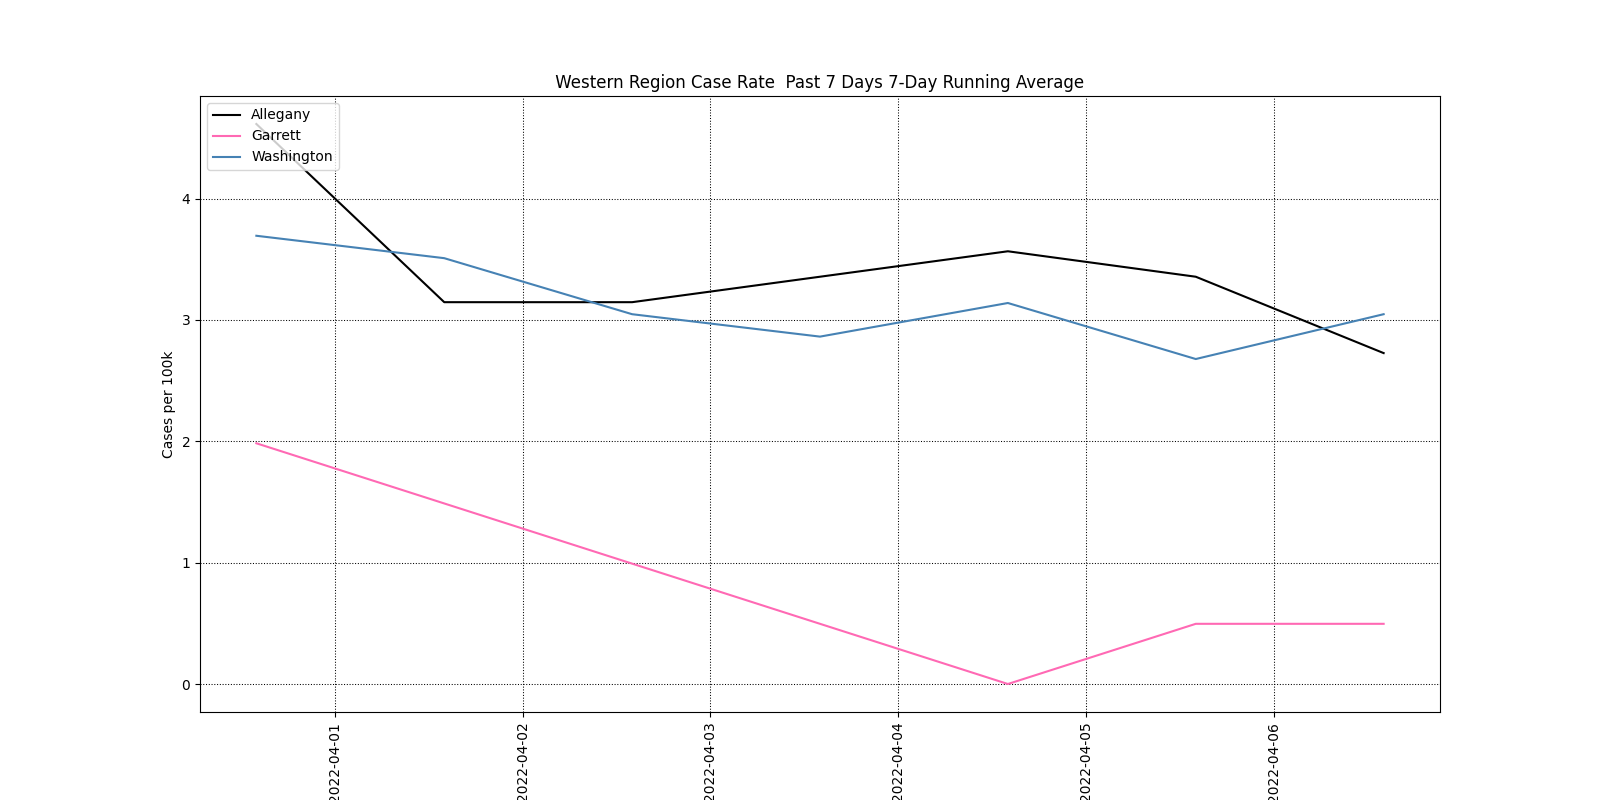 Western Region Case Rate  Past 7 Days 7-Day Running Average
Allegany
Garrett
Washington
Cases per 100k
4
3
2
1
0
2022-04-01
2022-04-02
2022-04-03
2022-04-04
2022-04-05
2022-04-06